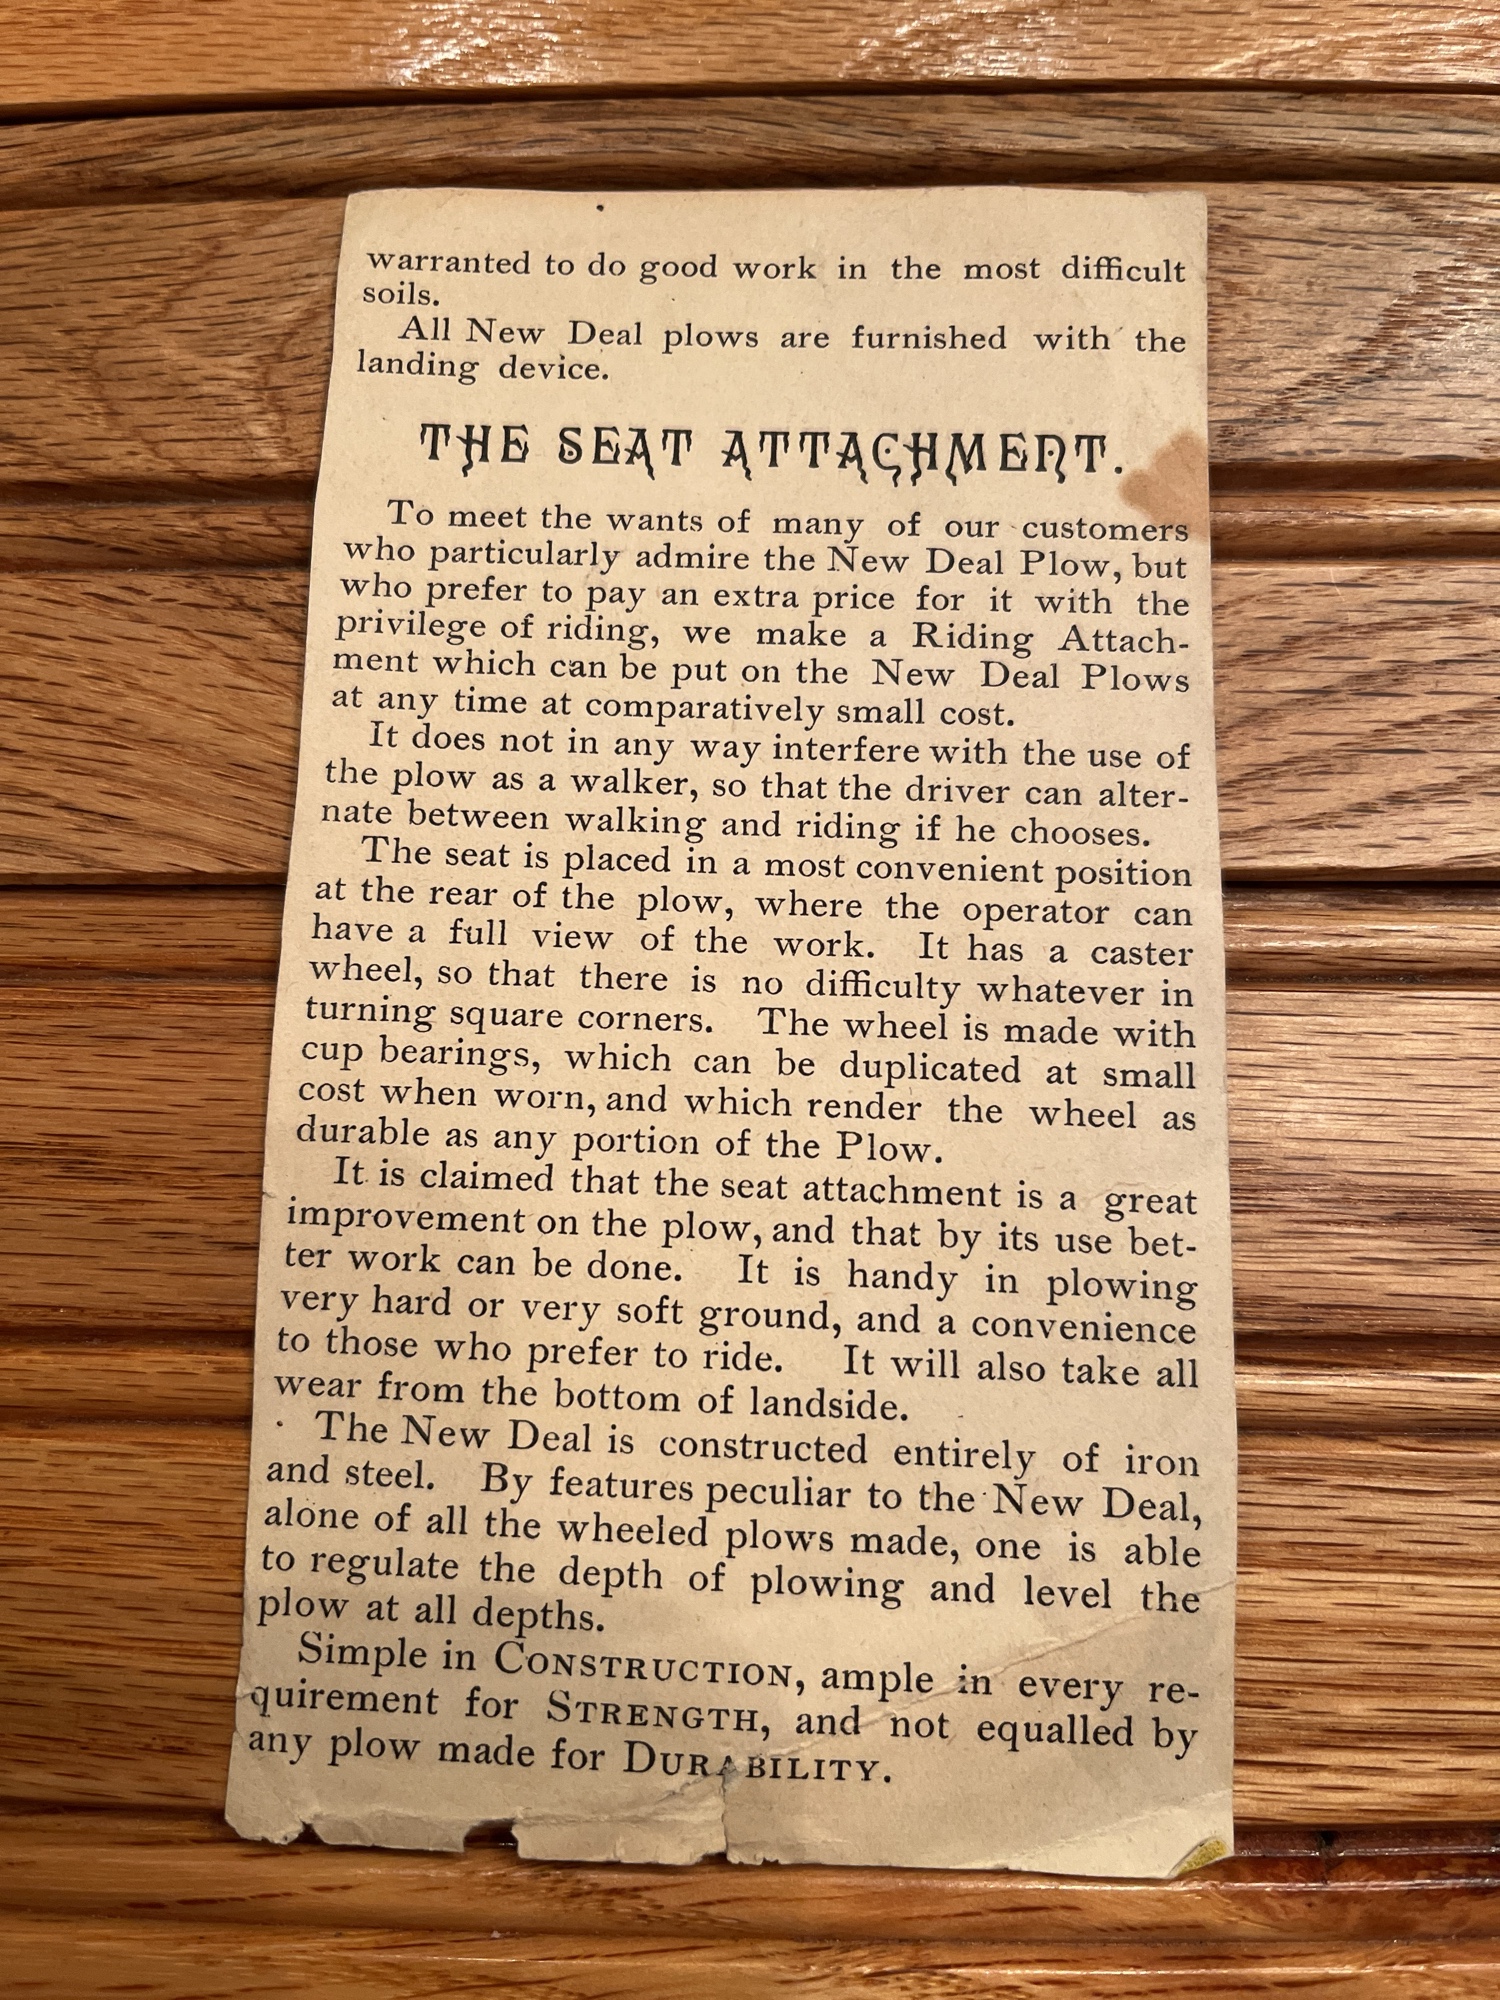 warranted to do good work in the most difficult
soils.
All New Deal plows are furnished with the
landing device.
THE SEAT ATTACHMENT.
To meet the wants of many of our customers
who particularly admire the New Deal Plow, but
who prefer to pay an extra price for it with the
privilege of riding, we make a Riding Attach-
ment which can be put on the New Deal Plows
at any time at comparatively small cost.
It does not in any way interfere with the use of
the plow as a walker, so that the driver can alter-
nate between walking and riding if he chooses.
The seat is placed in a most convenient position
at the rear of the plow, where the operator can
have a full view of the work. It has a caster
wheel, so that there is no difficulty whatever in
turning square corners. The wheel is made with
cup bearings, which can be duplicated at small
cost when worn, and which render the wheel as
durable as any portion of the Plow.
It is claimed that the seat attachment is a great
improvement on the plow, and that by its use bet-
ter work can be done. It is handy in plowing
very hard or very soft ground, and a convenience
to those who prefer to ride. It will also take all
wear from the bottom of landside.
The New Deal is constructed entirely of iron
and steel. By features peculiar to the New Deal,
alone of all the wheeled plows made, one is able
to regulate the depth of plowing and level the
plow at all depths.
Simple in CONSTRUCTION, ample in every re-
quirement for STRENGTH, and not equalled by
any plow made for DURABILITY.